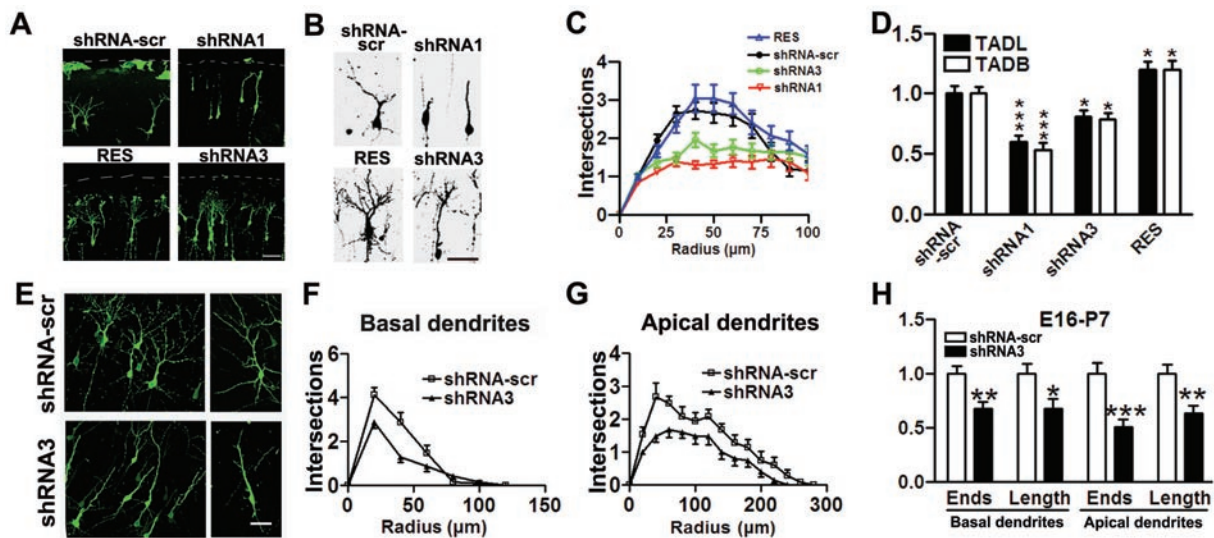 A
shRNA-scr
shRNA1
RES
shRNA3
B
shRNA-
scr
shRNA1
RES
shRNA3
C
Intersections
4
3
2
1
0
RES
shRNA-scr
shRNA3
shRNA1
0
25
50
75
100
Radius (µm)
D
1.5
1.0
0.5
0.0
TADL
TADB
***
***
*
*
*
*
shRNA
-scr
shRNA1
shRNA3
RES
E
shRNA-scr
shRNA3
F
Basal dendrites
Intersections
6
4
2
0
shRNA-scr
shRNA3
0
50
100
150
Radius (µm)
G
Apical dendrites
Intersections
4
3
2
1
0
shRNA-scr
shRNA3
0
100
200
300
Radius (µm)
H
E16-P7
1.5
1.0
0.5
0.0
shRNA-scr
shRNA3
**
*
***
**
Ends Length Ends Length
Basal dendrites Apical dendrites